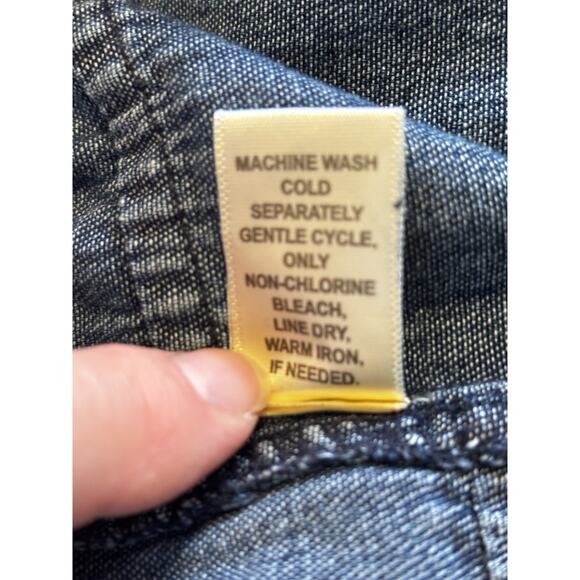 MACHINE WASH
COLD
SEPARATELY
GENTLE CYCLE,
ONLY
NON-CHLORINE
BLEACH,
LINE DRY,
WARM IRON,
IF NEEDED.